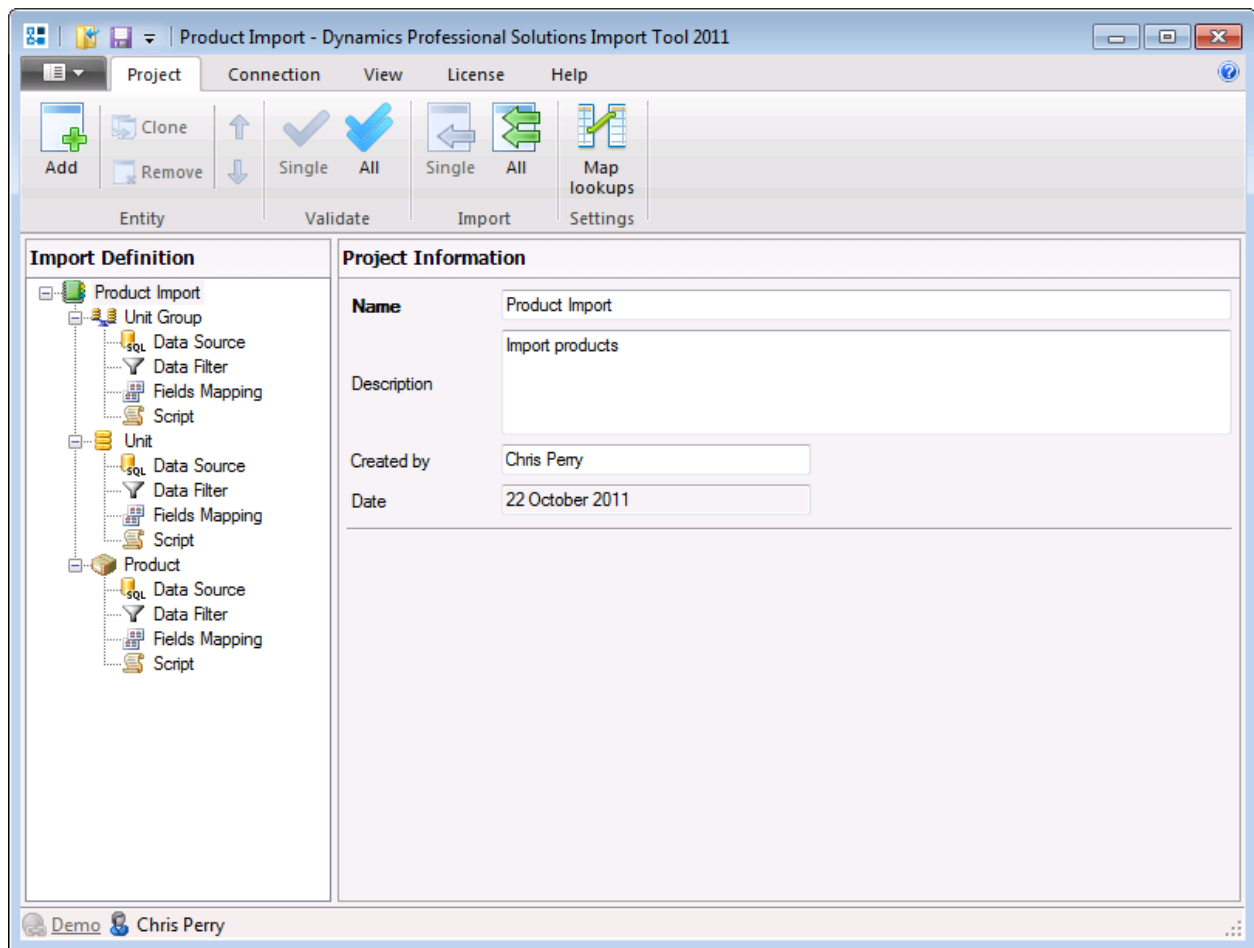 Product Import - Dynamics Professional Solutions Import Tool 2011
Project Connection View License Help
Add Clone Remove Single All Single All Map lookups
Entity Validate Import Settings
Import Definition
Product Import
Unit Group
SQL Data Source
Data Filter
Fields Mapping
Script
Unit
SQL Data Source
Data Filter
Fields Mapping
Script
Product
SQL Data Source
Data Filter
Fields Mapping
Script
Project Information
Name Product Import
Description Import products
Created by Chris Perry
Date 22 October 2011
Demo Chris Perry